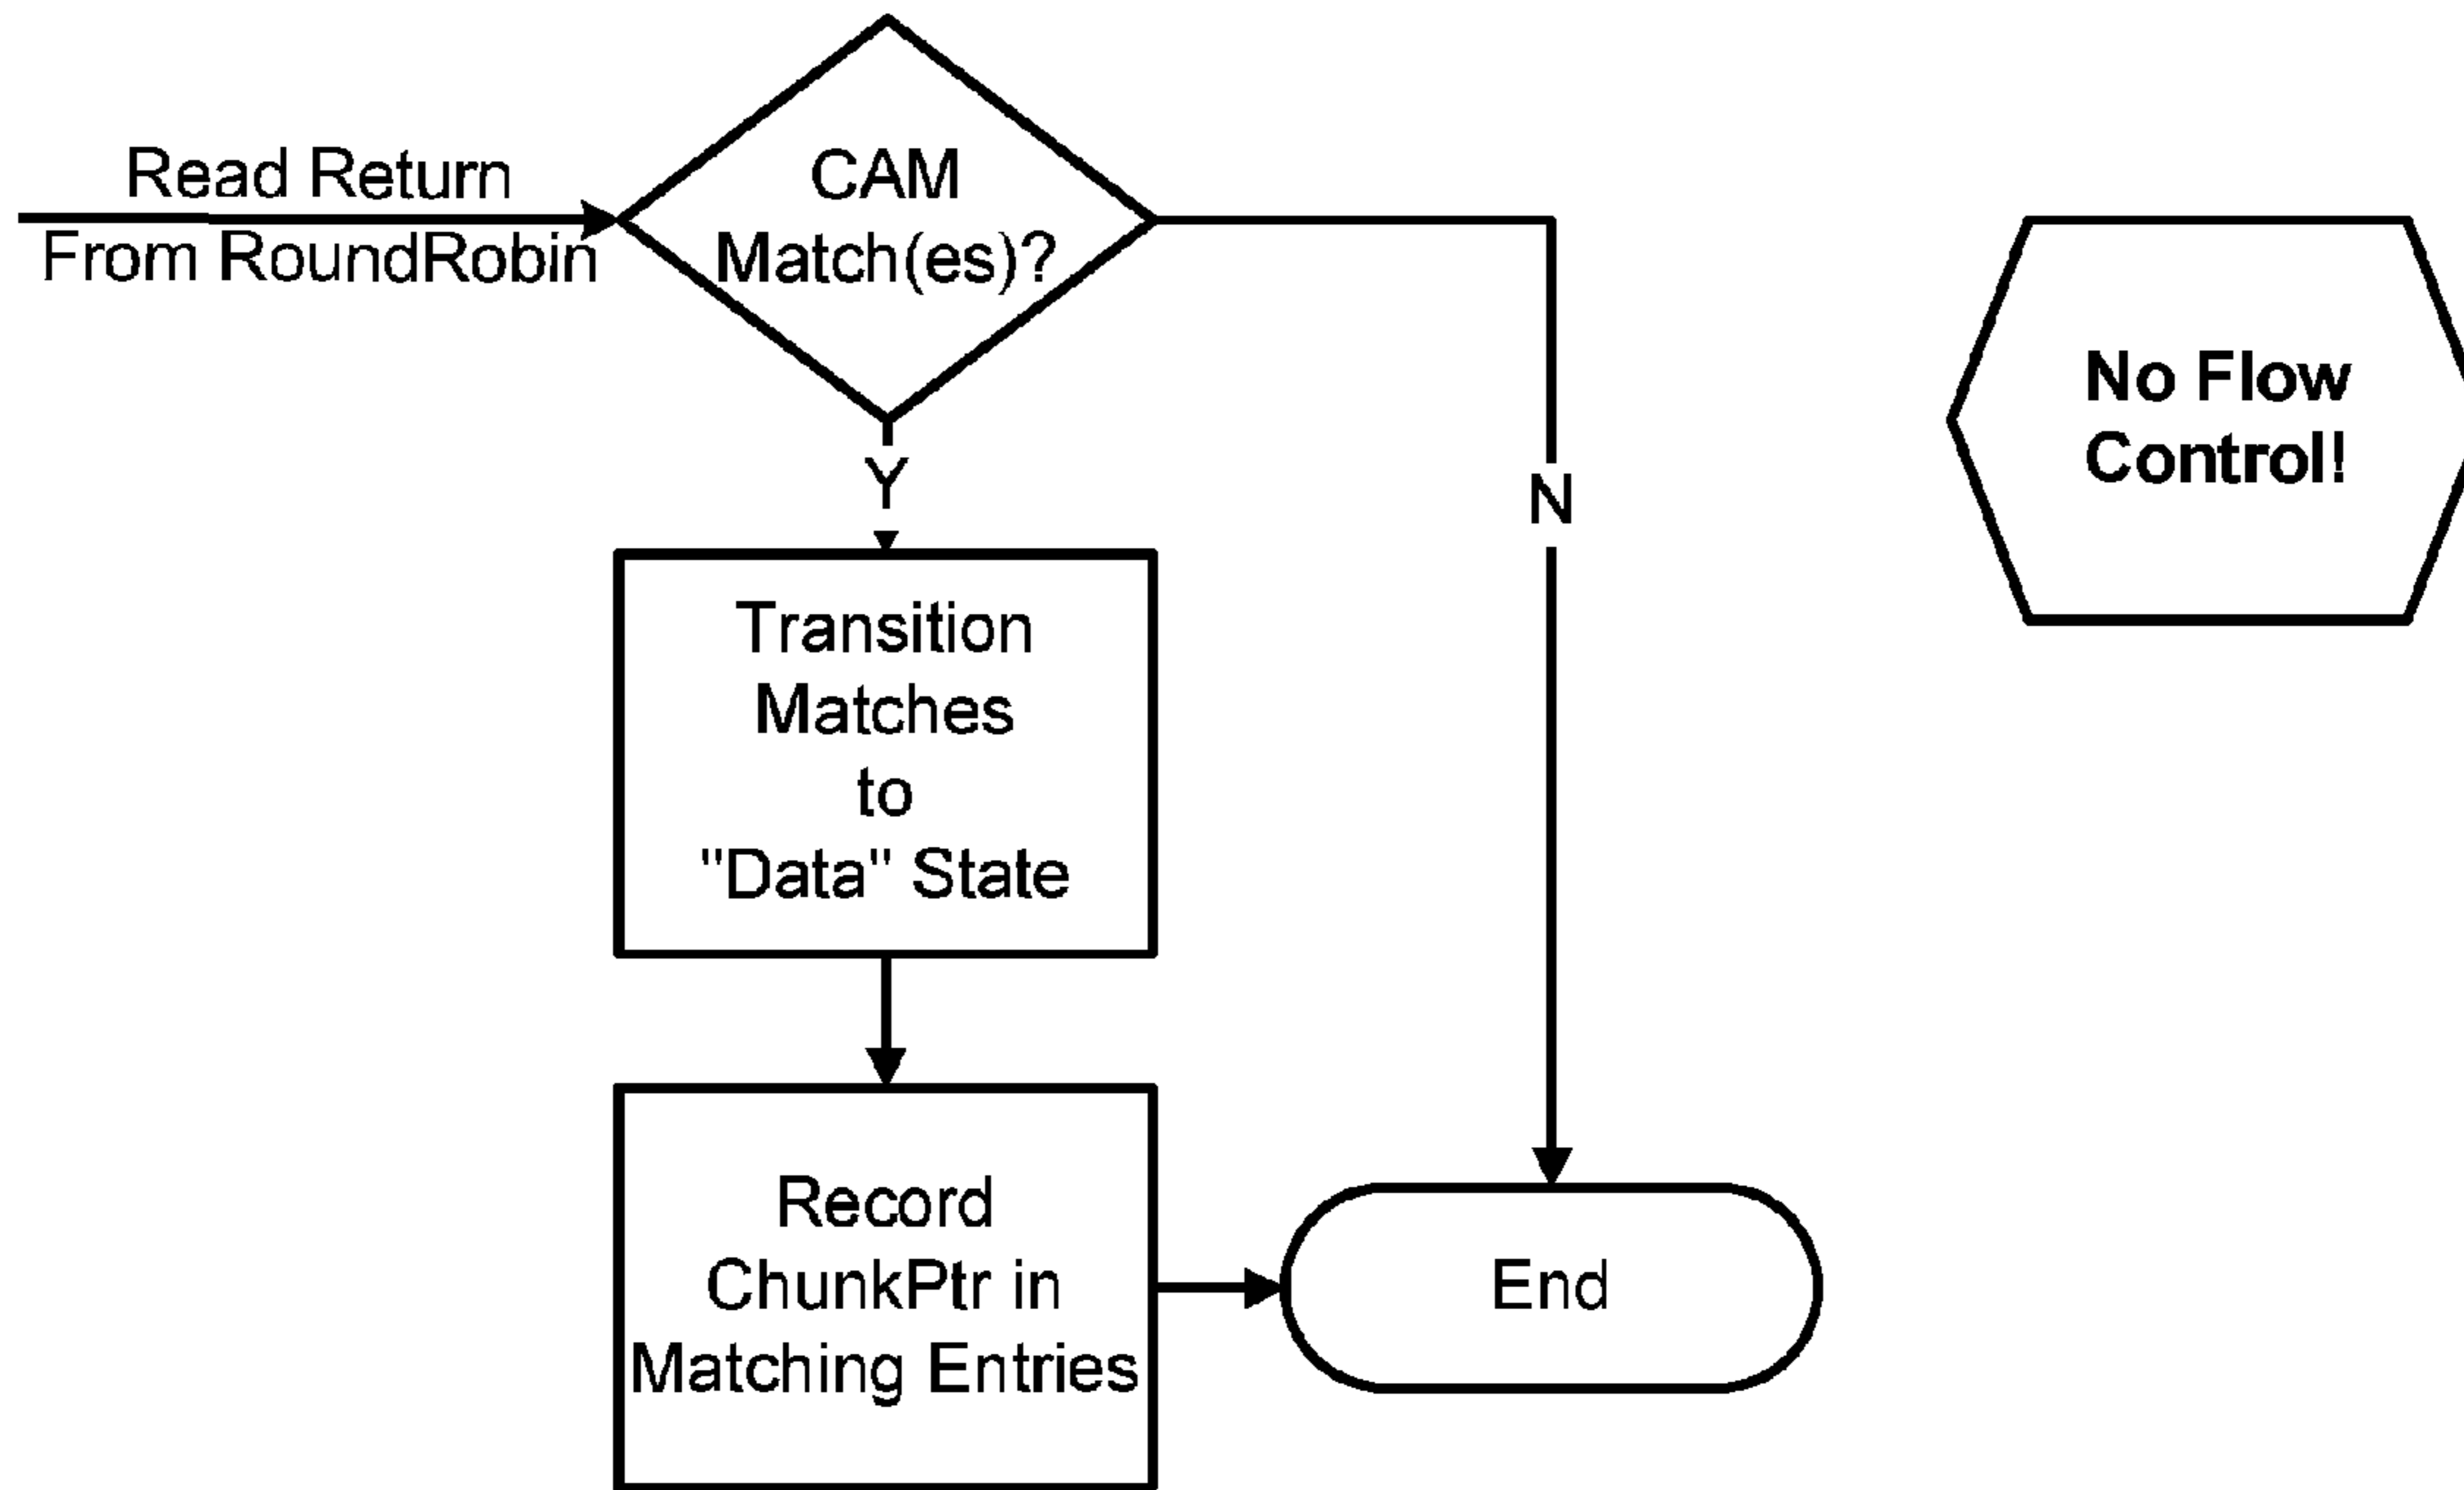 Read Return
From RoundRobin
CAM
Match(es)?
Y
N
No Flow
Control!
Transition
Matches
to
"Data" State
Record
ChunkPtr in
Matching Entries
End